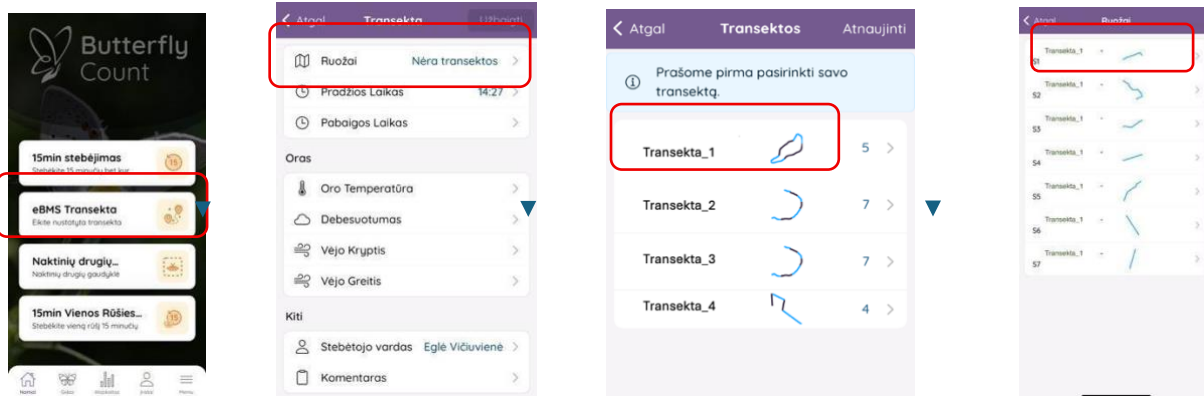 Butterfly
Count
15min stebėjimas
Stebėkite 15 minučių bet kur
eBMS Transekta
Eikite nustatyta transekta
Naktinių drugių...
Naktinių drugių gaudyklė
15min Vienos Rūšies...
Stebėkite vieną rūšį 15 minučių
Namai
Meniu
Atgal
Transekta
Užbaigti
Ruožai
Nėra transektos
Pradžios Laikas
14:27
Pabaigos Laikas
Oras
Oro Temperatūra
Debesuotumas
Vėjo Kryptis
Vėjo Greitis
Kiti
Stebėtojo vardas
Eglė Vičiuvienė
Komentaras
Atgal
Transektos
Atnaujinti
Prašome pirma pasirinkti savo
transektą.
Transekta_1
5
Transekta_2
7
Transekta_3
7
Transekta_4
4
Atgal
Ruožai
Transekta_1
S1
Transekta_1
S2
Transekta_1
S3
Transekta_1
S4
Transekta_1
S5
Transekta_1
S6
Transekta_1
S7